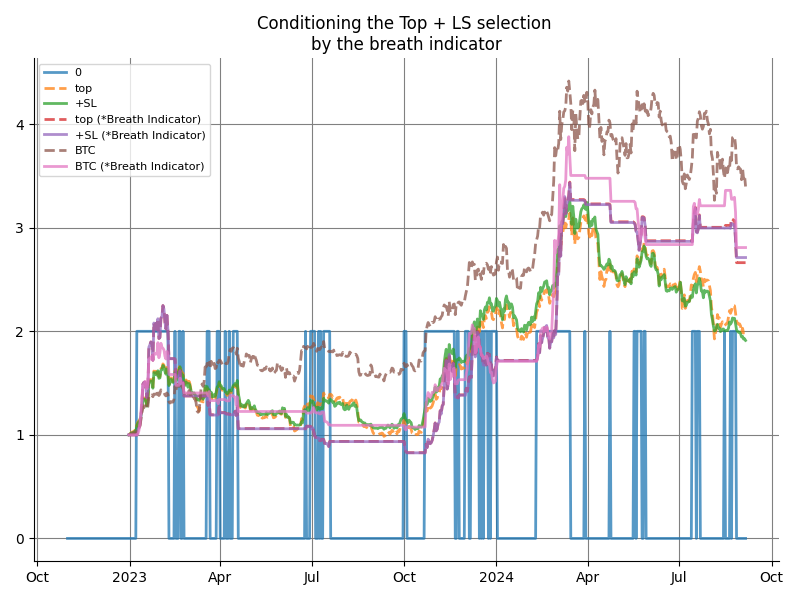 Conditioning the Top + LS selection
by the breath indicator
0
top
+SL
top (*Breath Indicator)
+SL (*Breath Indicator)
BTC
BTC (*Breath Indicator)
4
3
2
1
0
Oct
2023
Apr
Jul
Oct
2024
Apr
Jul
Oct